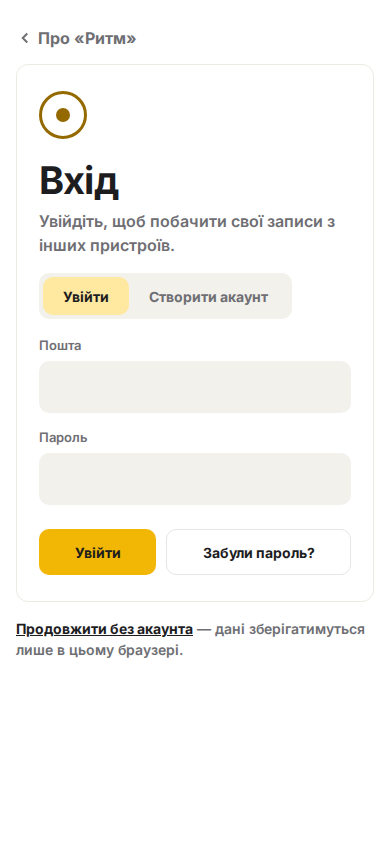 Про «Ритм»
Вхід
Увійдіть, щоб побачити свої записи з
інших пристроїв.
Увійти
Створити акаунт
Пошта
Пароль
Увійти
Забули пароль?
Продовжити без акаунта — дані зберігатимуться
лише в цьому браузері.